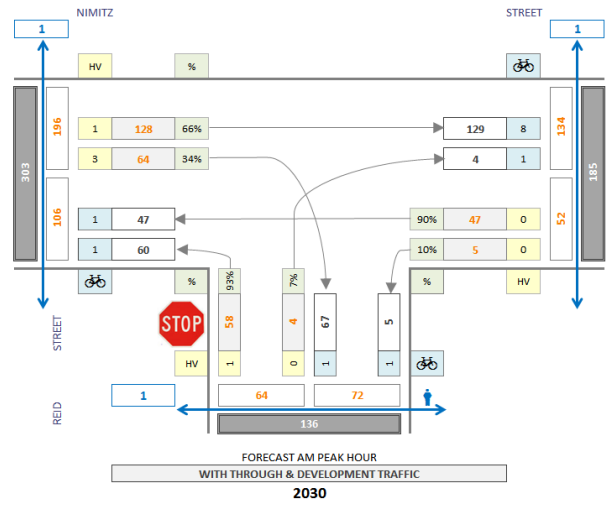 NIMITZ STREET
1 1
HV %
196 1 128 66% 129 8 134
303 3 64 34% 4 1 185
106 1 47 90% 47 0 52
1 60 10% 5 0
% 93% 7% % HV
STREET STOP 58 4 67 5
HV 1 0 1 1
REID 1 64 72
136
FORECAST AM PEAK HOUR
WITH THROUGH & DEVELOPMENT TRAFFIC
2030